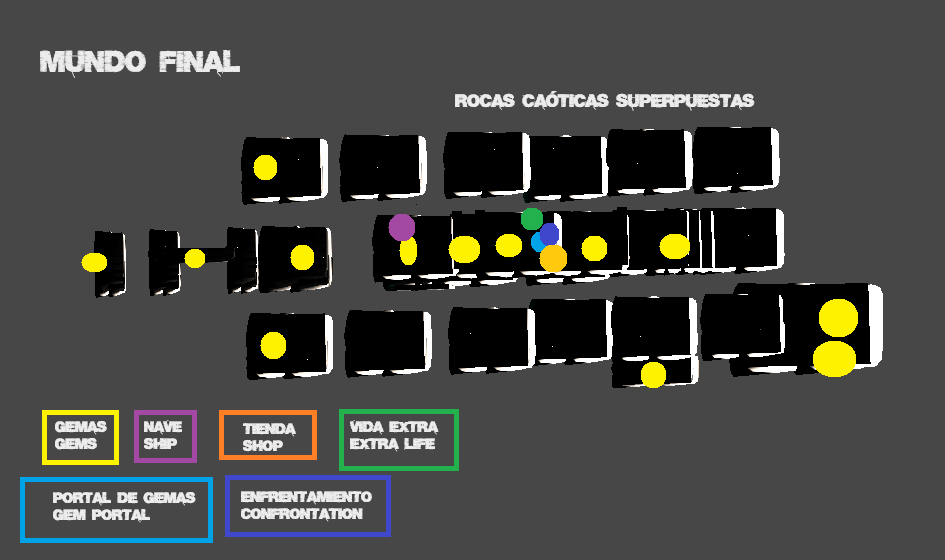 MUNDO FINAL
ROCAS CAÓTICAS SUPERPUESTAS
GEMAS
GEMS
NAVE
SHIP
TIENDA
SHOP
VIDA EXTRA
EXTRA LIFE
PORTAL DE GEMAS
GEM PORTAL
ENFRENTAMIENTO
CONFRONTATION